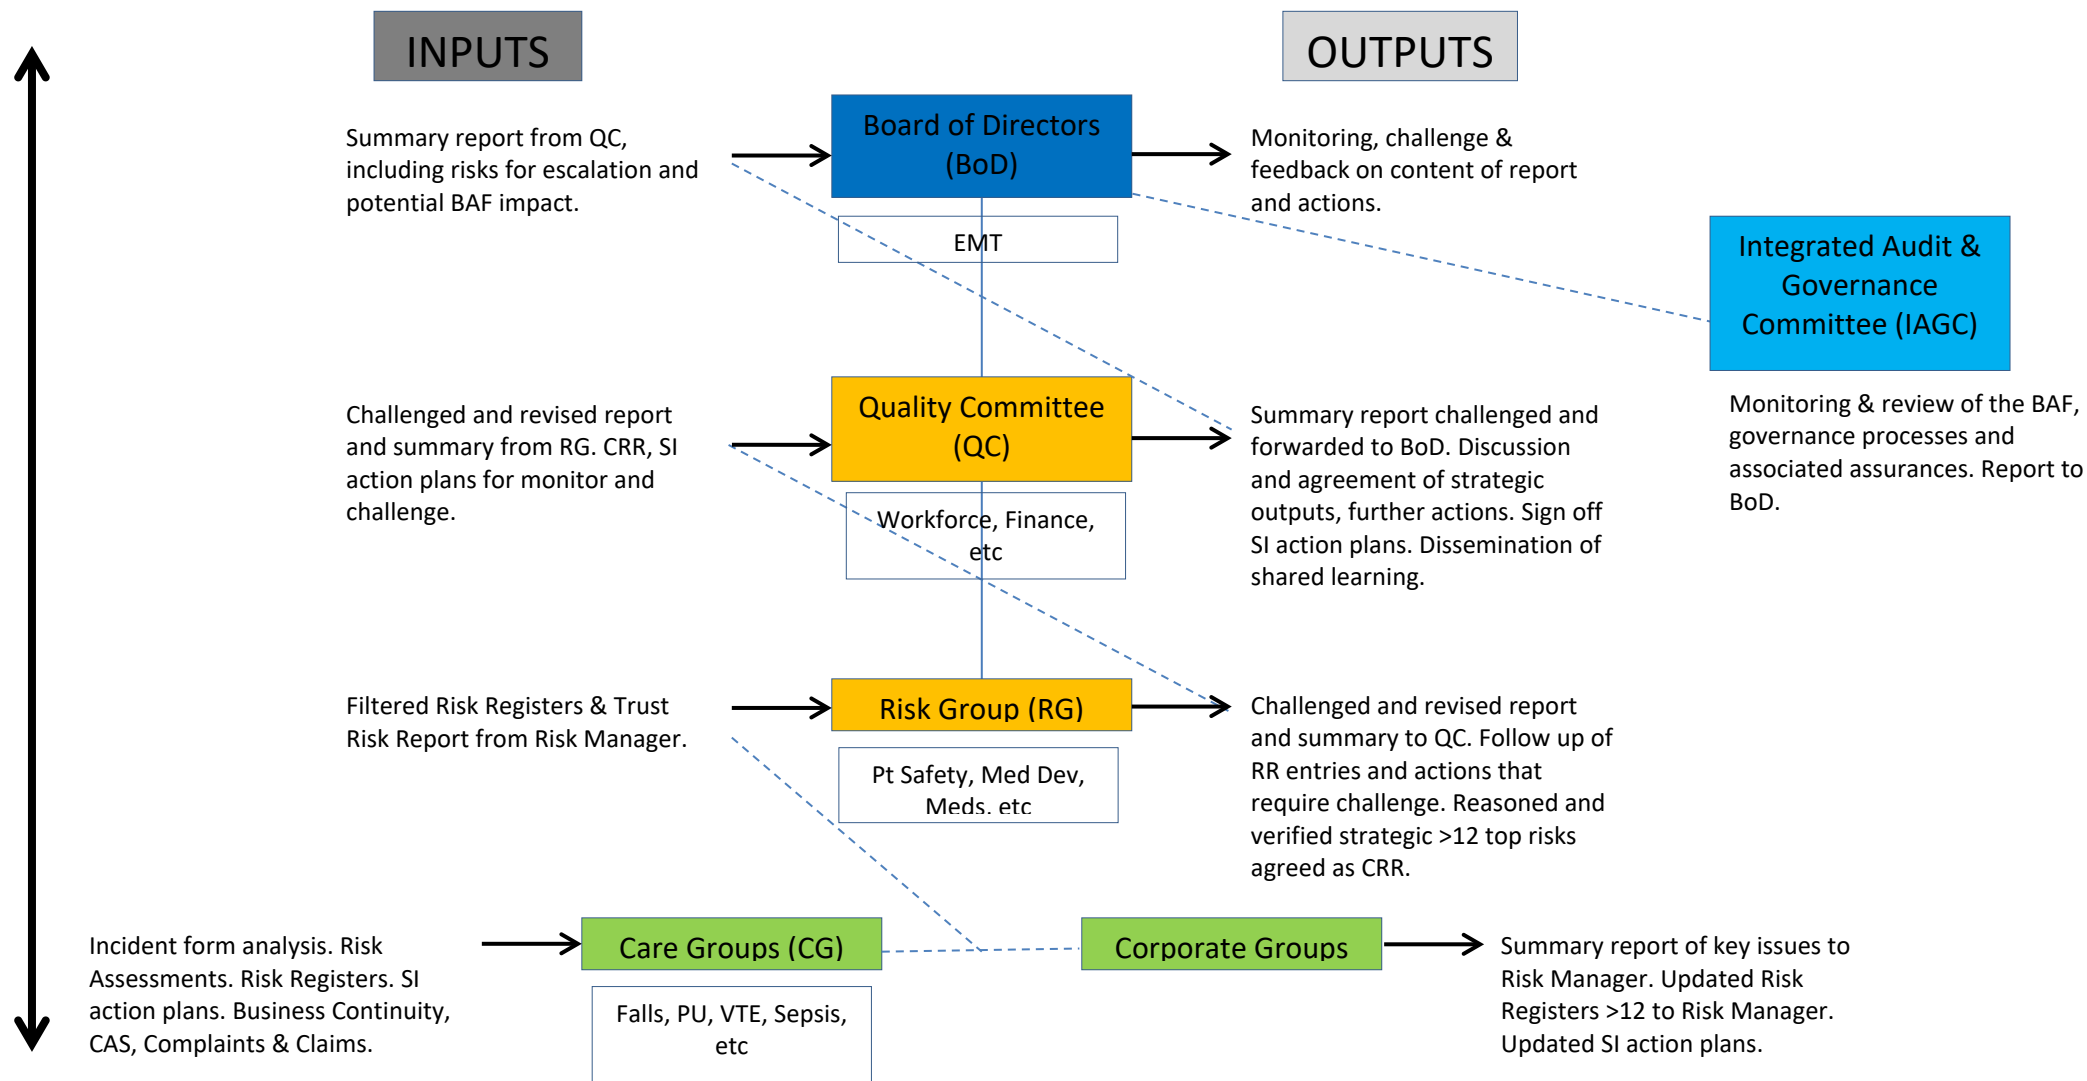 INPUTS
OUTPUTS
Summary report from QC,
including risks for escalation and
potential BAF impact.
Board of Directors
(BoD)
Monitoring, challenge &
feedback on content of report
and actions.
EMT
Integrated Audit &
Governance
Committee (IAGC)
Monitoring & review of the BAF,
governance processes and
associated assurances. Report to
BoD.
Challenged and revised report
and summary from RG. CRR, SI
action plans for monitor and
challenge.
Quality Committee
(QC)
Summary report challenged and
forwarded to BoD. Discussion
and agreement of strategic
outputs, further actions. Sign off
SI action plans. Dissemination of
shared learning.
Workforce, Finance,
etc
Filtered Risk Registers & Trust
Risk Report from Risk Manager.
Risk Group (RG)
Challenged and revised report
and summary to QC. Follow up of
RR entries and actions that
require challenge. Reasoned and
verified strategic >12 top risks
agreed as CRR.
Pt Safety, Med Dev,
Meds. etc
Incident form analysis. Risk
Assessments. Risk Registers. SI
action plans. Business Continuity,
CAS, Complaints & Claims.
Care Groups (CG)
Corporate Groups
Summary report of key issues to
Risk Manager. Updated Risk
Registers >12 to Risk Manager.
Updated SI action plans.
Falls, PU, VTE, Sepsis,
etc